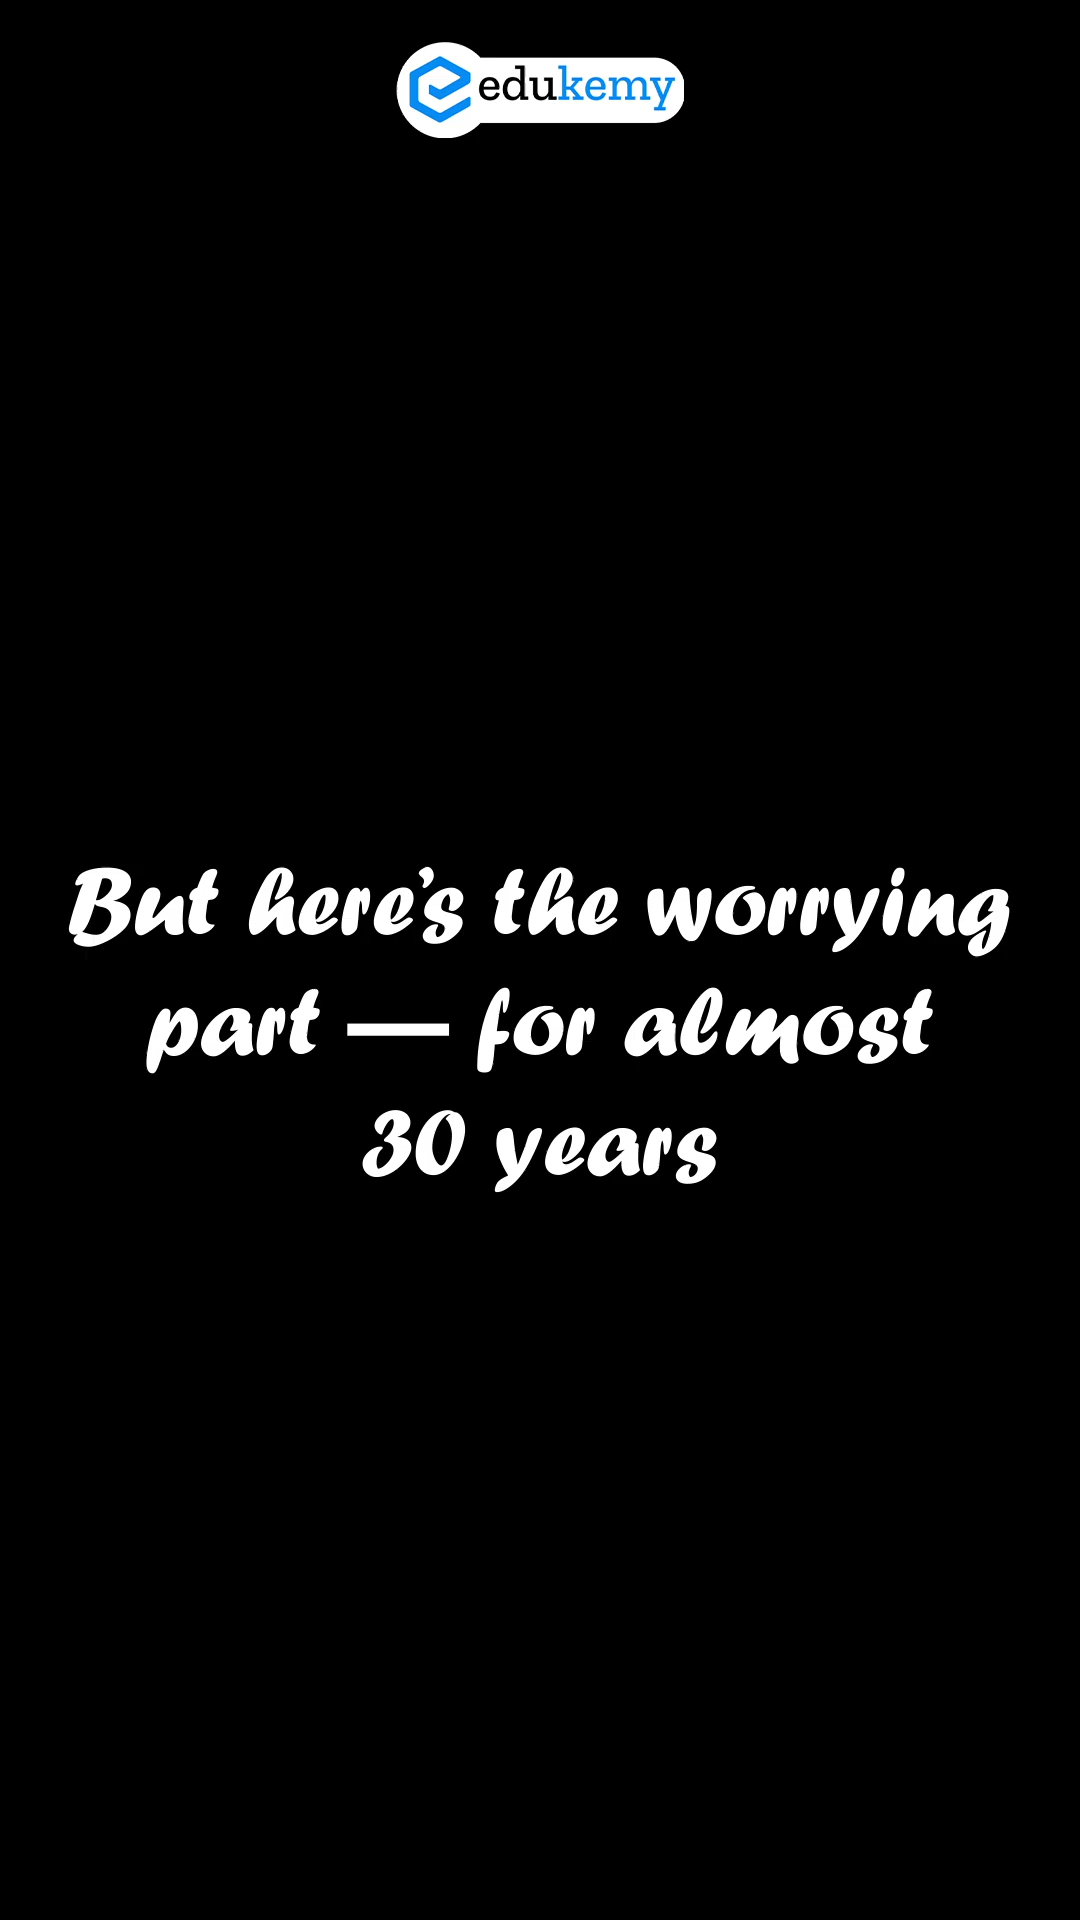 edukemy
But here’s the worrying
part — for almost
30 years